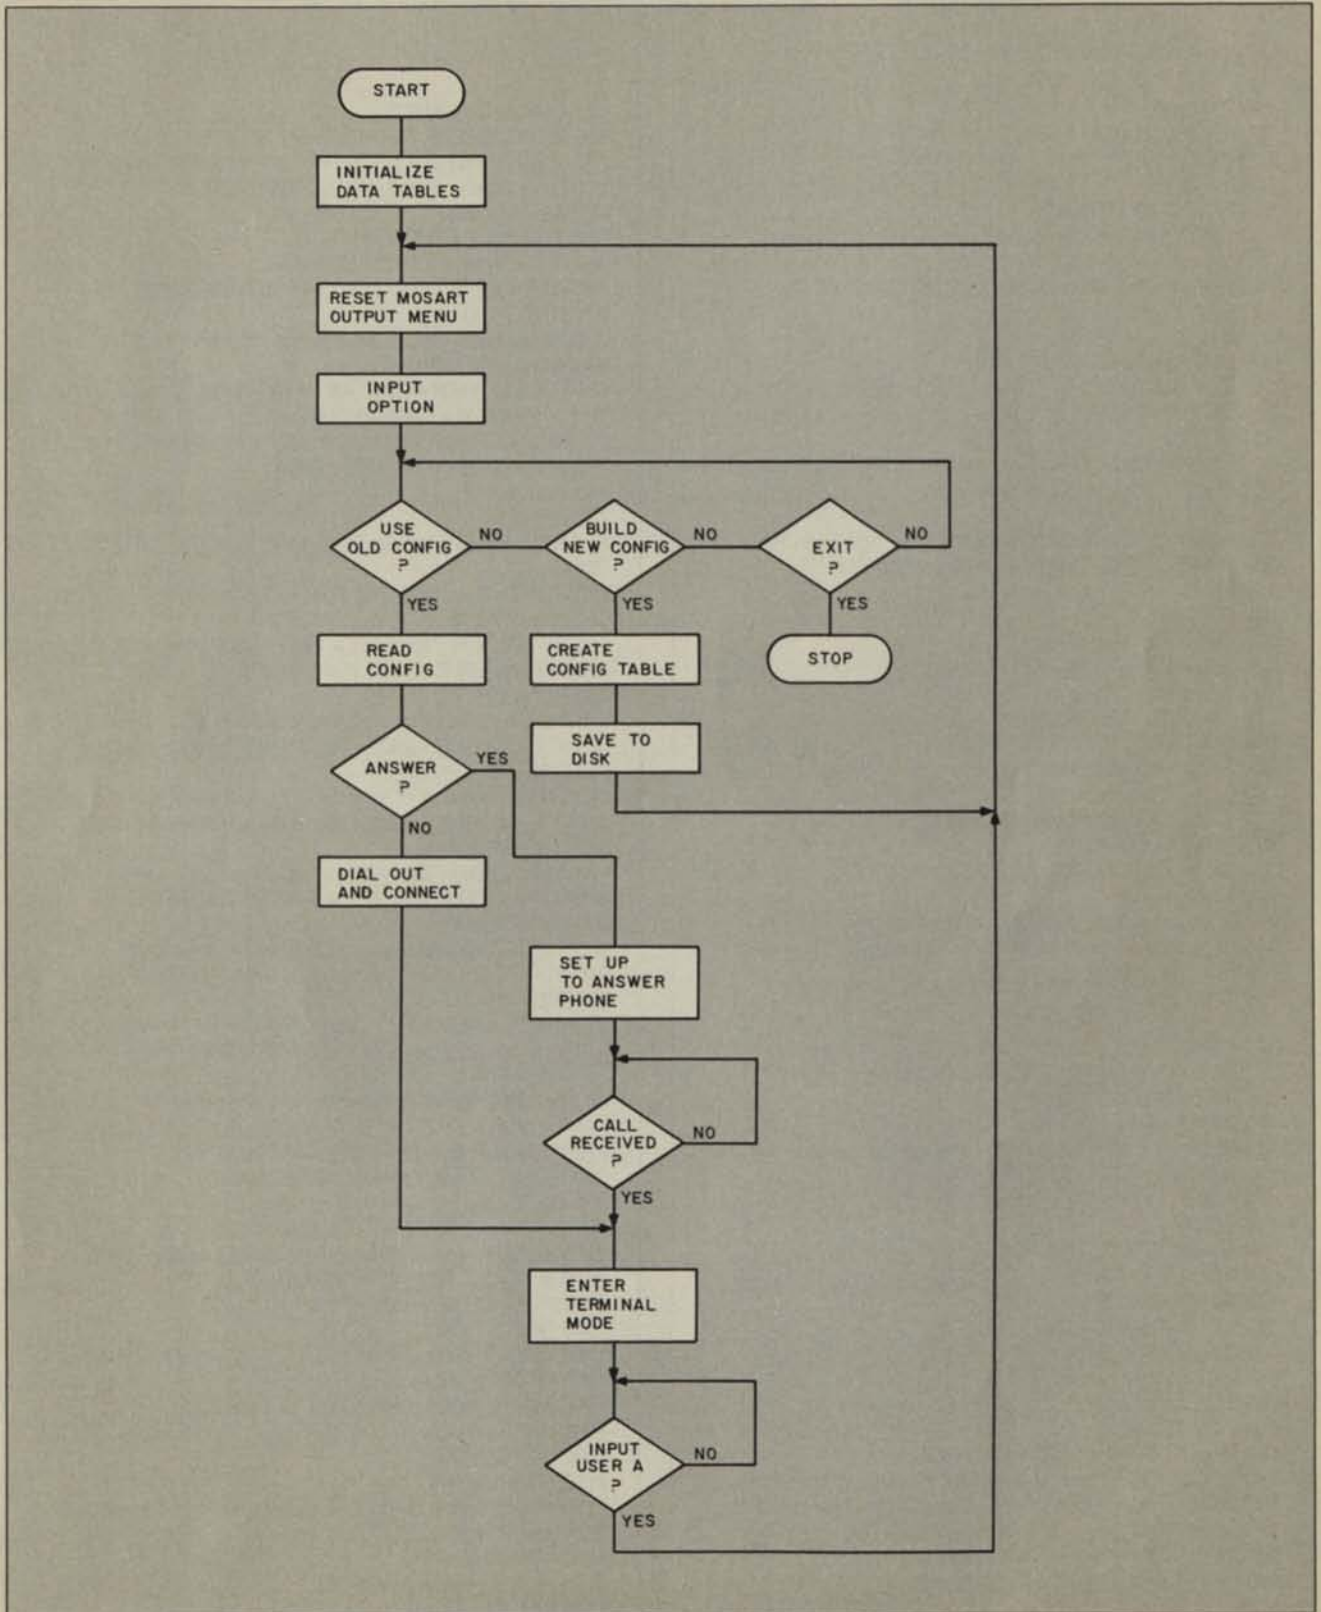 START
INITIALIZE
DATA TABLES
RESET MOSART
OUTPUT MENU
INPUT
OPTION
USE
OLD CONFIG
?
NO
BUILD
NEW CONFIG
?
NO
EXIT
?
NO
YES
YES
YES
READ
CONFIG
CREATE
CONFIG TABLE
STOP
ANSWER
?
YES
SAVE TO
DISK
NO
DIAL OUT
AND CONNECT
SET UP
TO ANSWER
PHONE
CALL
RECEIVED
?
NO
YES
ENTER
TERMINAL
MODE
INPUT
USER A
?
NO
YES